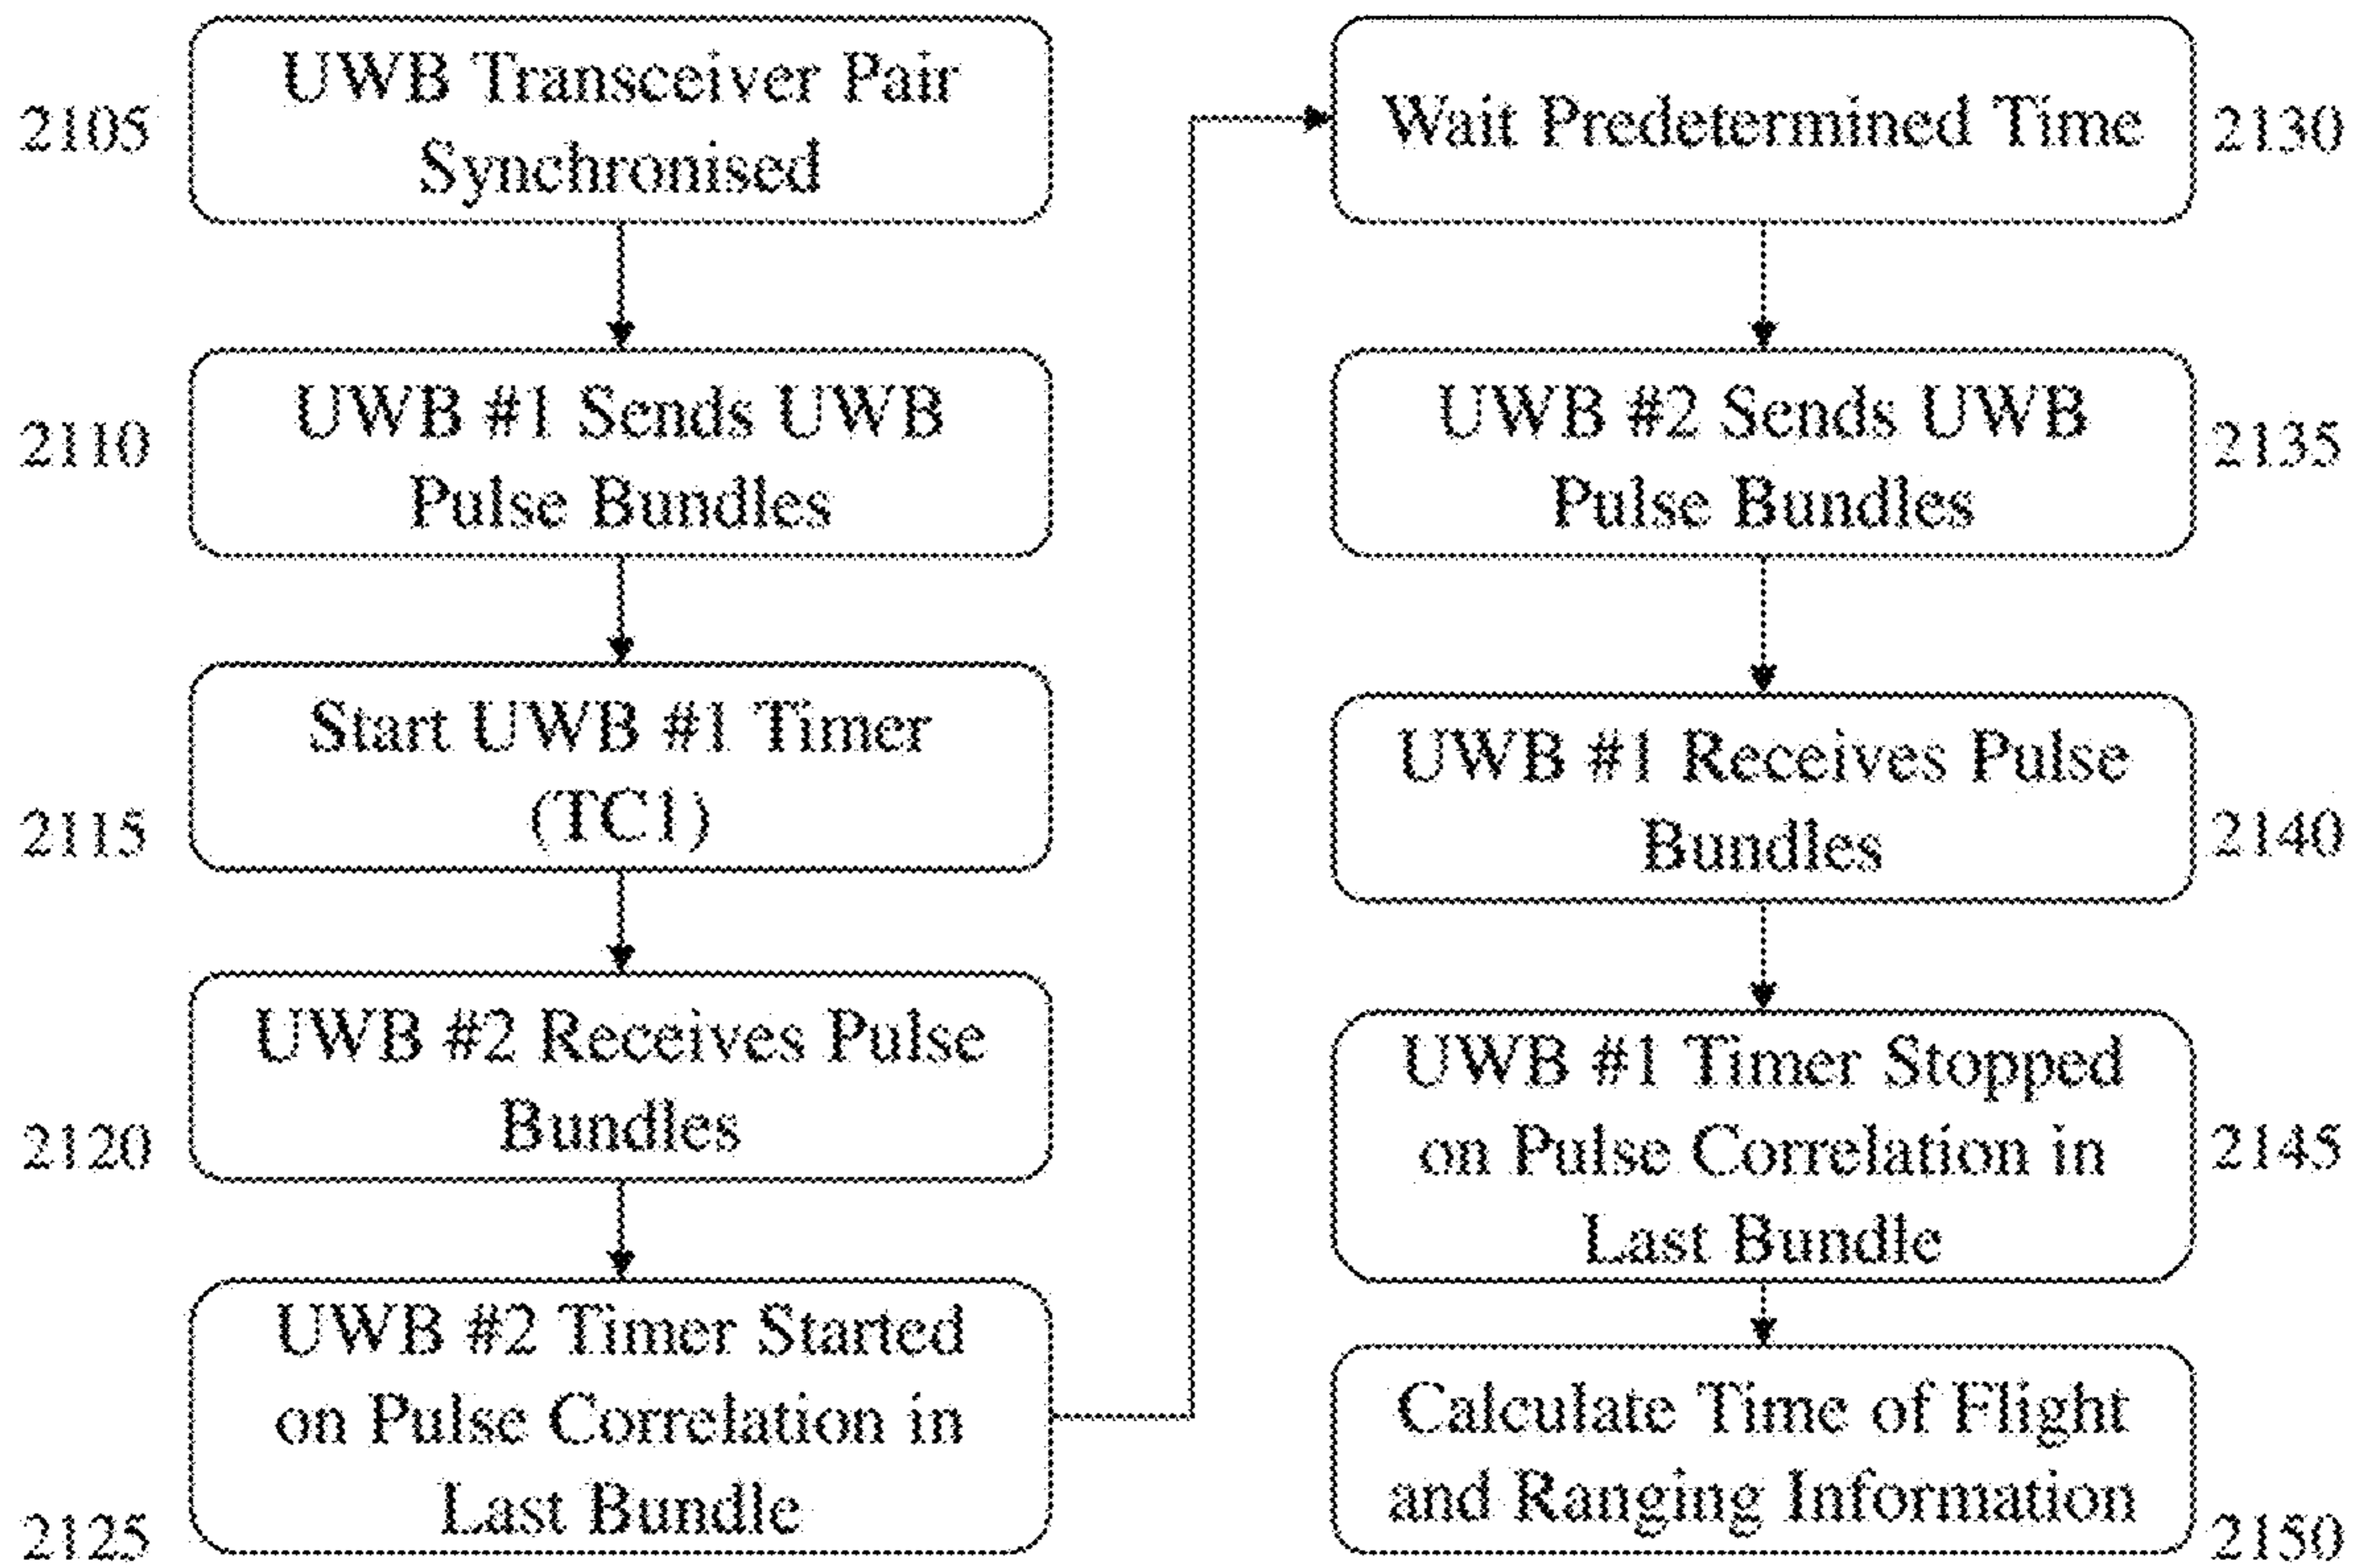 2105
UWB Transceiver Pair
Synchronised
2110
UWB #1 Sends UWB
Pulse Bundles
2115
Start UWB #1 Timer
(TC1)
2120
UWB #2 Receives Pulse
Bundles
2125
UWB #2 Timer Started
on Pulse Correlation in
Last Bundle
Wait Predetermined Time
2130
UWB #2 Sends UWB
Pulse Bundles
2135
UWB #1 Receives Pulse
Bundles
2140
UWB #1 Timer Stopped
on Pulse Correlation in
Last Bundle
2145
Calculate Time of Flight
and Ranging Information
2150